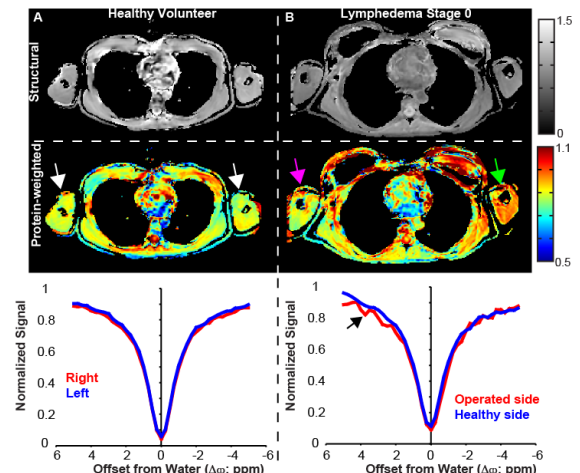 A Healthy Volunteer B Lymphedema Stage 0
Structural
1.5
0
Protein-weighted
1.1
0.5
Normalized Signal
1
0.8
0.6
0.4
0.2
0
Right
Left
6 4 2 0 -2 -4 -6
Offset from Water (Δω; ppm)
Normalized Signal
1
0.8
0.6
0.4
0.2
0
Operated side
Healthy side
6 4 2 0 -2 -4 -6
Offset from Water (Δω; ppm)